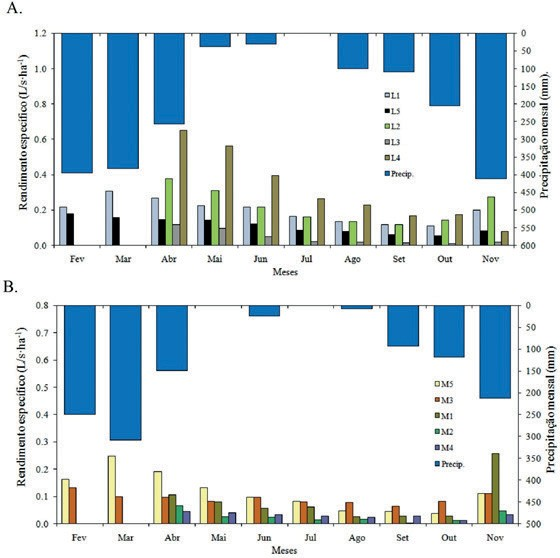 A.
Rendimento específico (L/s·ha⁻¹)
1.2
1.0
0.8
0.6
0.4
0.2
0.0
L1
L5
L2
L3
L4
Precip.
0
50
100
150
200
250
300
350
400
450
500
550
600
Precipitação mensal (mm).
Fev Mar Abr Mai Jun Jul Ago Set Out Nov
Meses
B.
Rendimento específico (L/s·ha⁻¹)
0.8
0.7
0.6
0.5
0.4
0.3
0.2
0.1
0.0
M5
M3
M1
M2
M4
Precip.
0
50
100
150
200
250
300
350
400
450
500
Precipitação mensal (mm)
Fev Mar Abr Mai Jun Jul Ago Set Out Nov
Meses